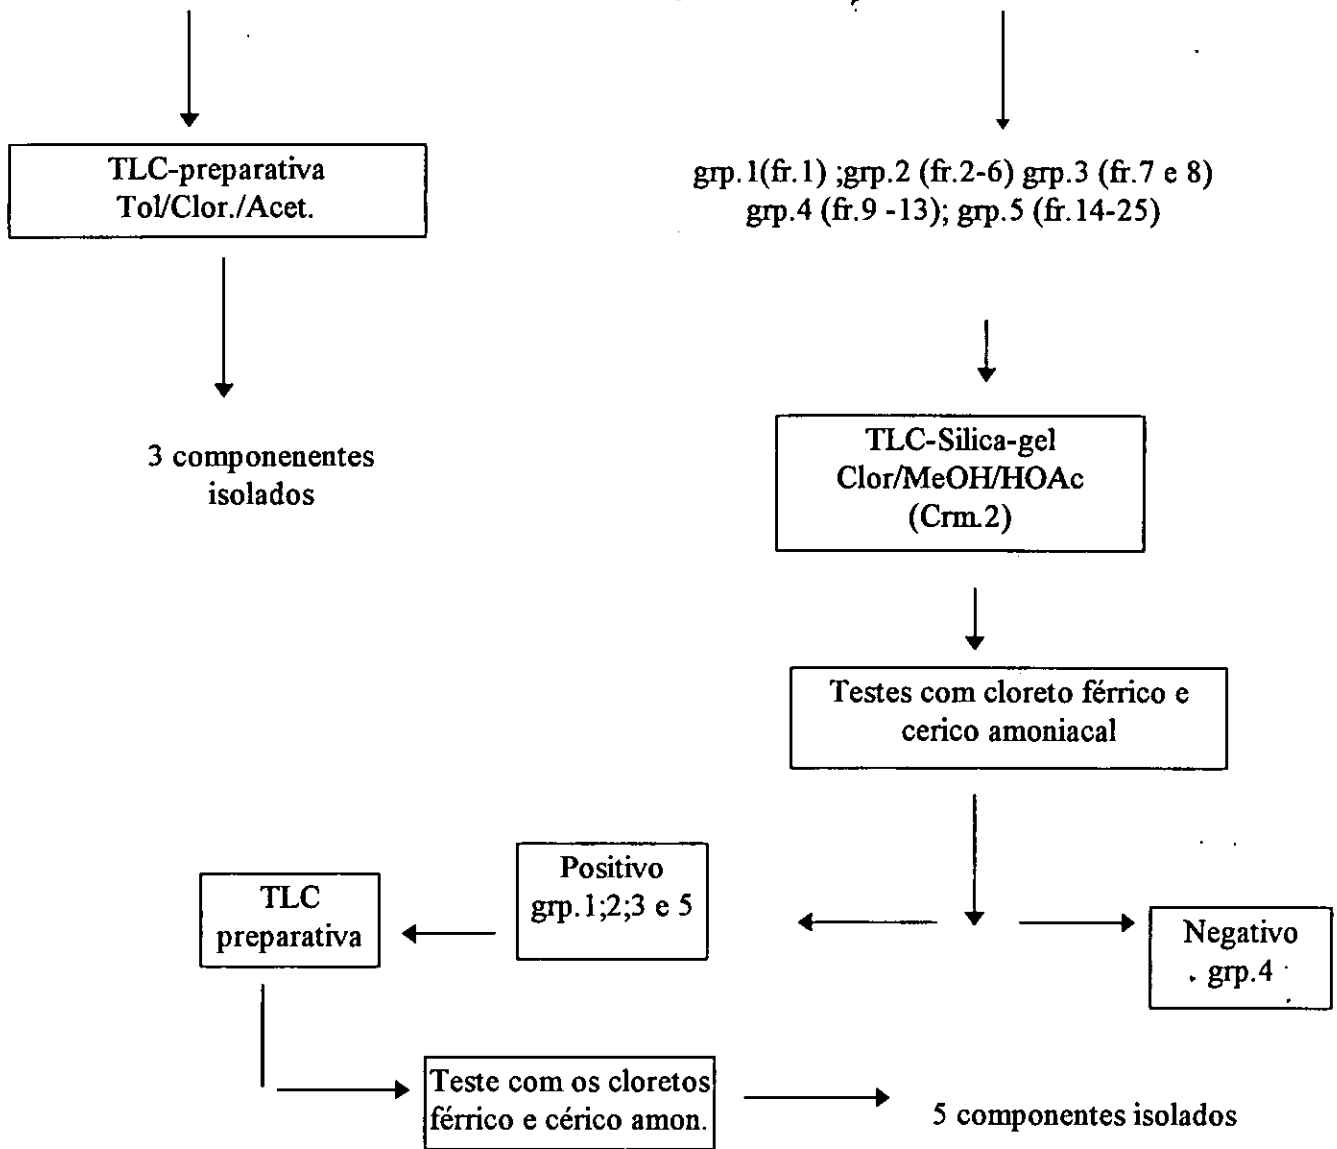 TLC-preparativa
Tol/Clor./Acet.
3 componenentes
isolados
grp.1(fr.1) ;grp.2 (fr.2-6) grp.3 (fr.7 e 8)
grp.4 (fr.9 -13); grp.5 (fr.14-25)
TLC-Silica-gel
Clor/MeOH/HOAc
(Crm.2)
Testes com cloreto férrico e
cerico amoniacal
Positivo
grp.1;2;3 e 5
Negativo
grp.4
TLC
preparativa
Teste com os cloretos
férrico e cérico amon.
5 componentes isolados